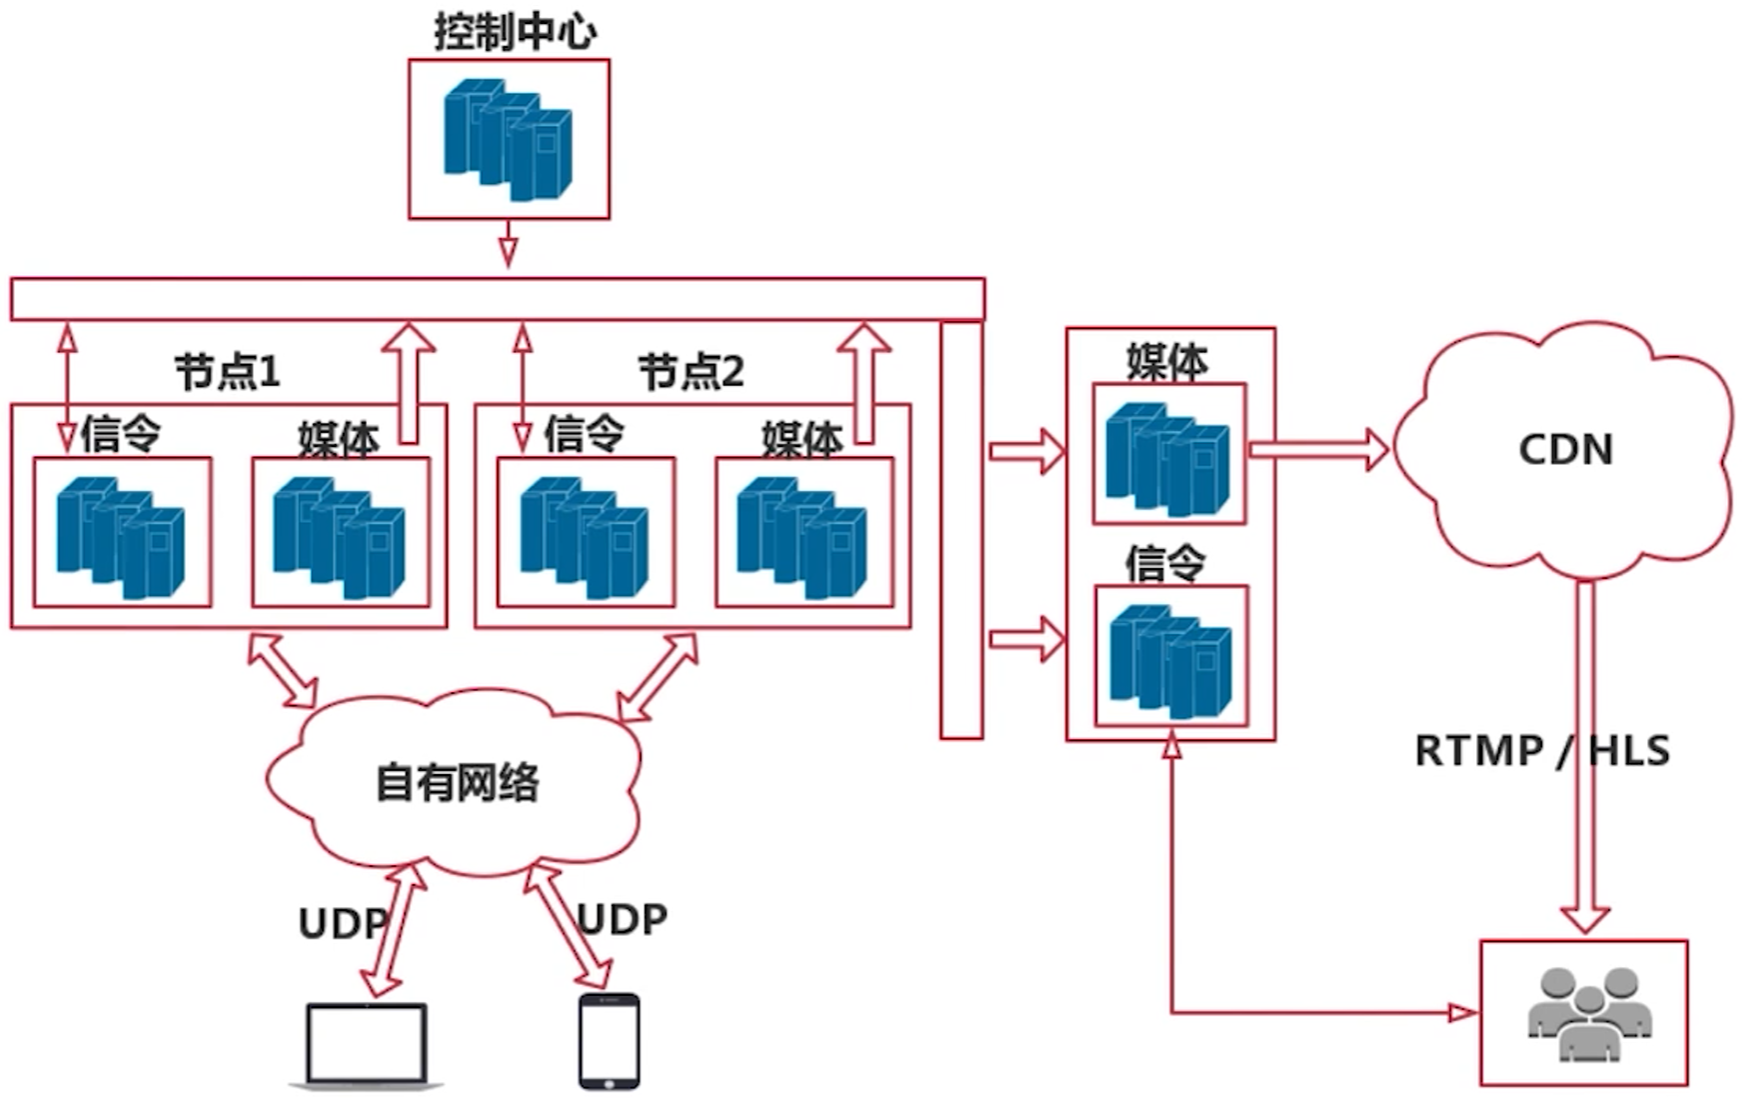 控制中心
节点1
节点2
信令
媒体
信令
媒体
媒体
信令
CDN
自有网络
RTMP / HLS
UDP
UDP